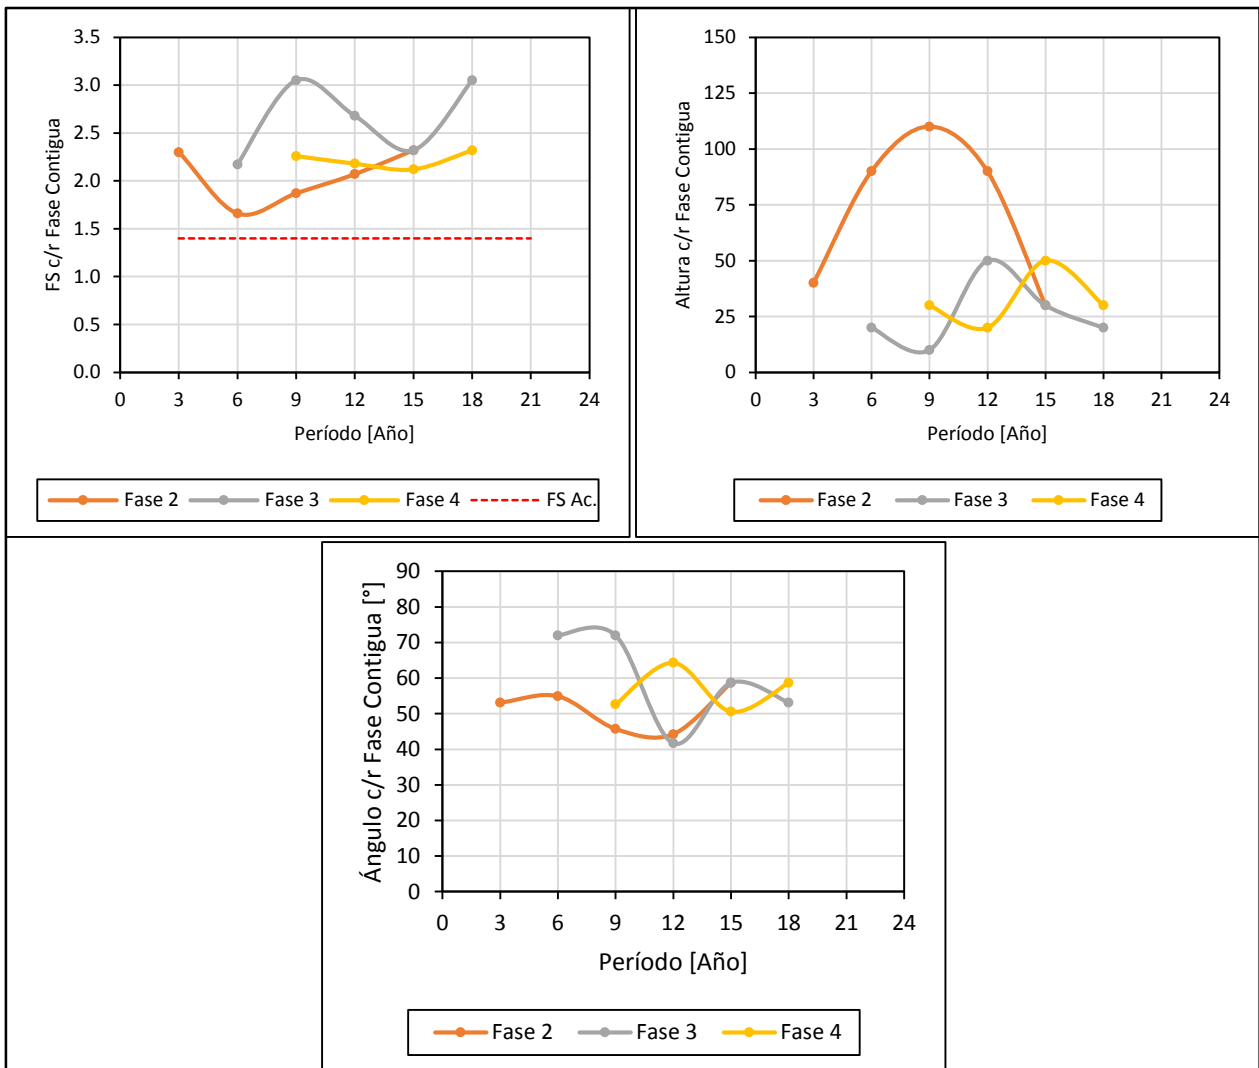 FS c/r Fase Contigua
3.5
3.0
2.5
2.0
1.5
1.0
0.5
0.0
0 3 6 9 12 15 18 21 24
Período [Año]
Fase 2 Fase 3 Fase 4 FS Ac.
Altura c/r Fase Contigua
150
125
100
75
50
25
0
0 3 6 9 12 15 18 21 24
Período [Año]
Fase 2 Fase 3 Fase 4
Ángulo c/r Fase Contigua [°]
90
80
70
60
50
40
30
20
10
0
0 3 6 9 12 15 18 21 24
Período [Año]
Fase 2 Fase 3 Fase 4